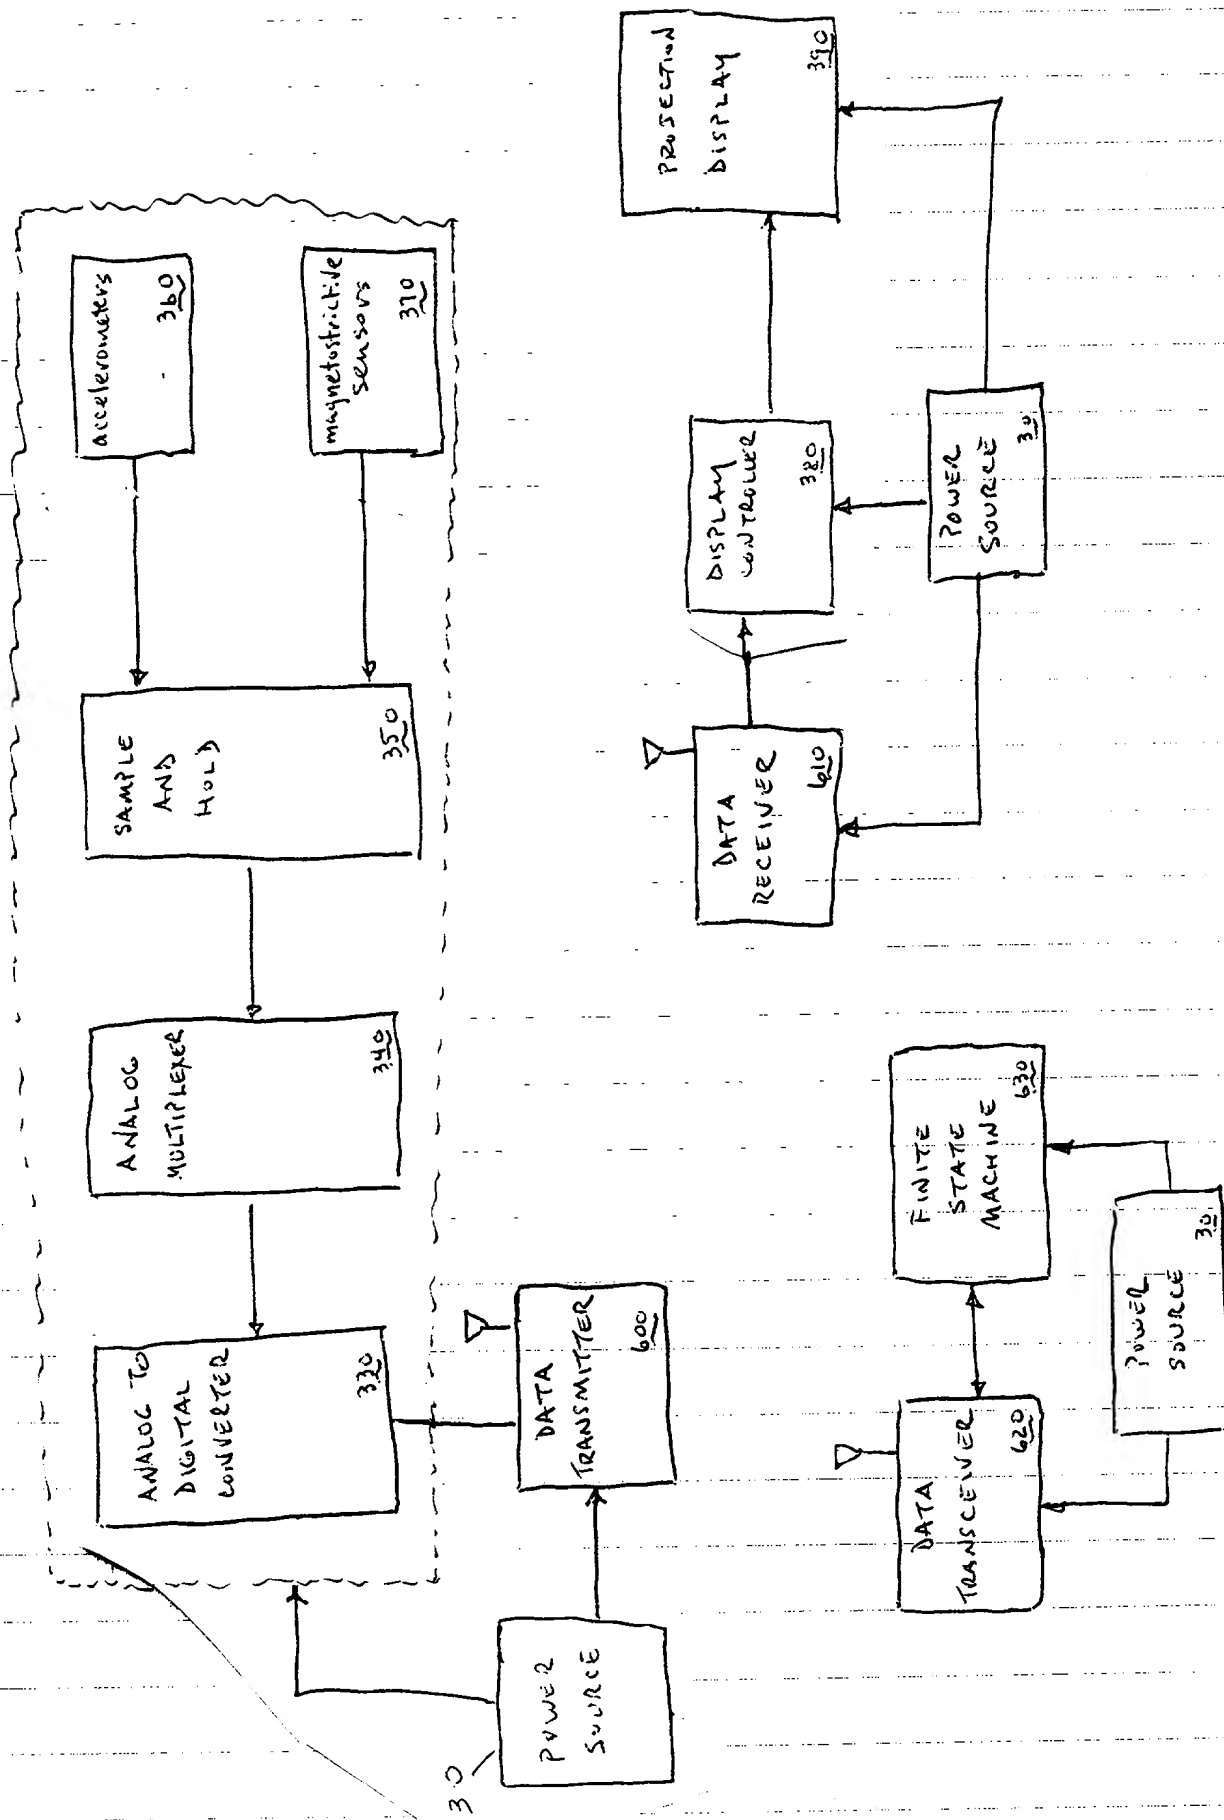 ANALOG TO
DIGITAL
CONVERTER
330
ANALOG
MULTIPLEXER
340
SAMPLE
AND
HOLD
350
accelerometers
360
magnetostrictive
sensors
370
30
POWER
SOURCE
DATA
TRANSMITTER
600
DATA
RECEIVER
610
DISPLAY
CONTROLLER
380
PROJECTION
DISPLAY
390
POWER
SOURCE
30
DATA
TRANSCEIVER
620
FINITE
STATE
MACHINE
630
POWER
SOURCE
30